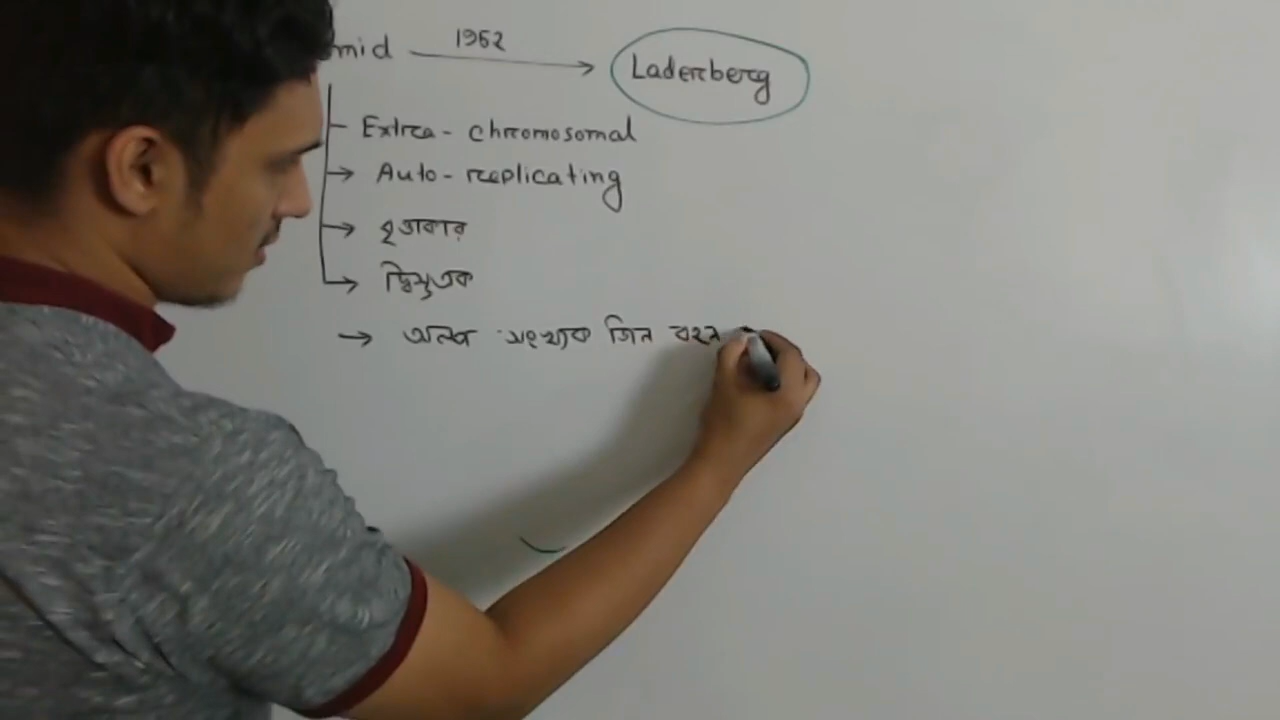 mid 1952 Laderberg
Extra-chromosomal
Auto-replicating
বৃত্তাকার
দ্বিসূত্রক
অল্প সংখ্যক জিন বহন